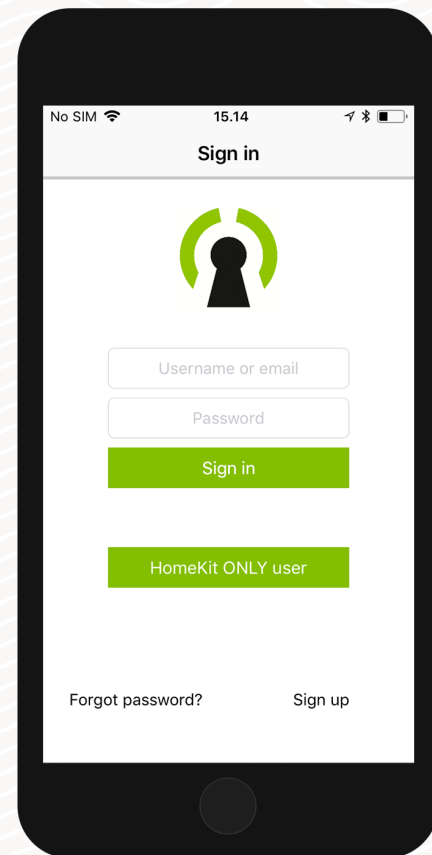 No SIM 15.14
Sign in
Username or email
Password
Sign in
HomeKit ONLY user
Forgot password? Sign up